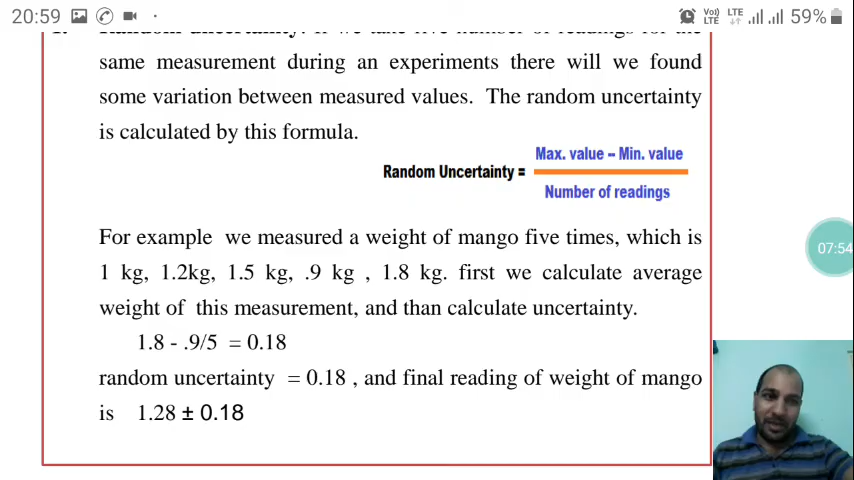 20:59
Vo))
LTE
LTE
59%
same measurement during an experiments there will we found
some variation between measured values. The random uncertainty
is calculated by this formula.
Random Uncertainty = Max. value – Min. value
Number of readings
For example we measured a weight of mango five times, which is
1 kg, 1.2kg, 1.5 kg, .9 kg , 1.8 kg. first we calculate average
weight of this measurement, and than calculate uncertainty.
1.8 - .9/5 = 0.18
random uncertainty = 0.18 , and final reading of weight of mango
is 1.28 ± 0.18
07:54